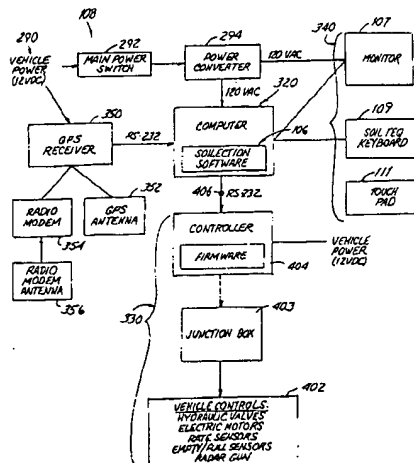 108
290
292
294
340
107
VEHICLE
POWER
(12VDC)
MAIN POWER
SWITCH
POWER
CONVERTER
120 VAC
MONITOR
350
120 VAC
320
GPS
RECEIVER
RS-232
COMPUTER
106
SOILECTION
SOFTWARE
109
SOIL TEQ
KEYBOARD
352
GPS
ANTENNA
406
RS-232
111
TOUCH
PAD
RADIO
MODEM
354
CONTROLLER
FIRMWARE
VEHICLE
POWER
(12VDC)
404
RADIO
MODEM
ANTENNA
356
330
403
JUNCTION
BOX
402
VEHICLE CONTROLS:
HYDRAULIC VALVES
ELECTRIC MOTORS
RATE SENSORS
EMPTY/FULL SENSORS
RADAR GUN